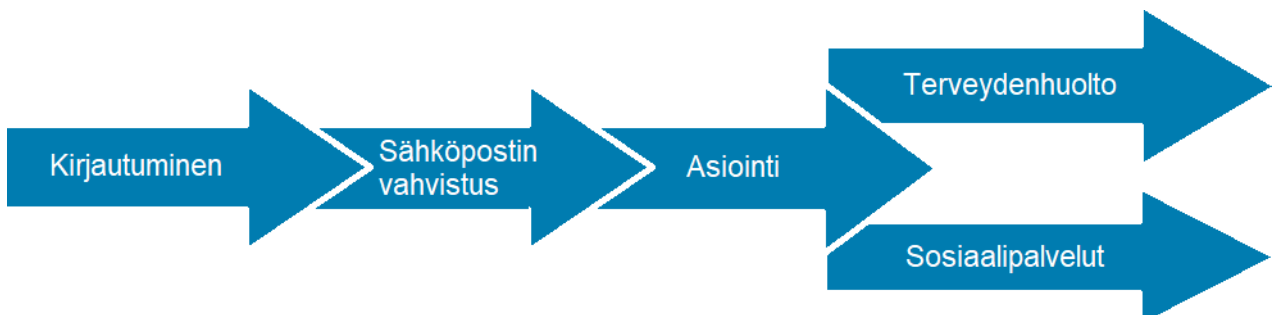 Kirjautuminen
Sähköpostin
vahvistus
Asiointi
Terveydenhuolto
Sosiaalipalvelut